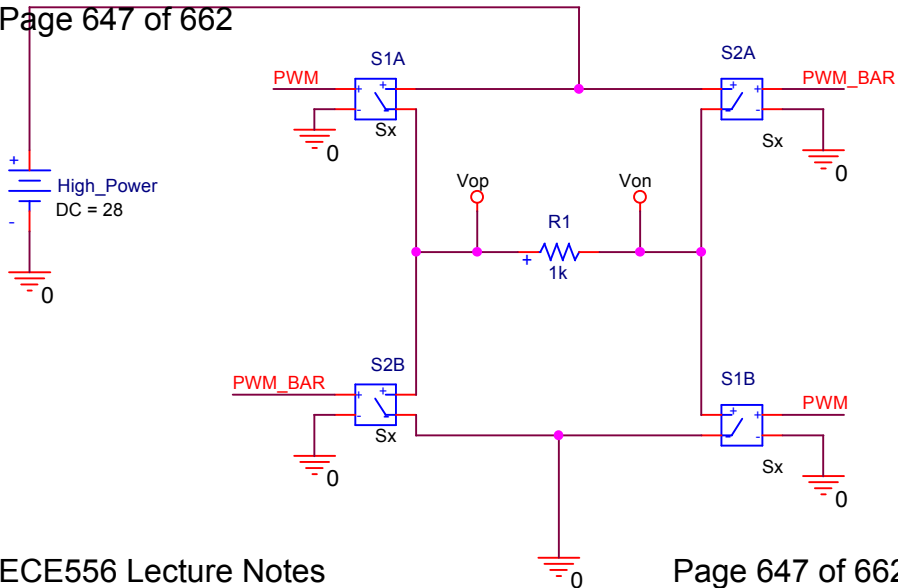 Page 647 of 662
S1A
S2A
PWM
PWM_BAR
+
+
-
+
+
-
Sx
Sx
0
0
+
High_Power
DC = 28
-
0
Vop
Von
R1
+
1k
S2B
S1B
PWM_BAR
PWM
+
+
-
+
+
-
Sx
Sx
0
0
0
ECE556 Lecture Notes
Page 647 of 662